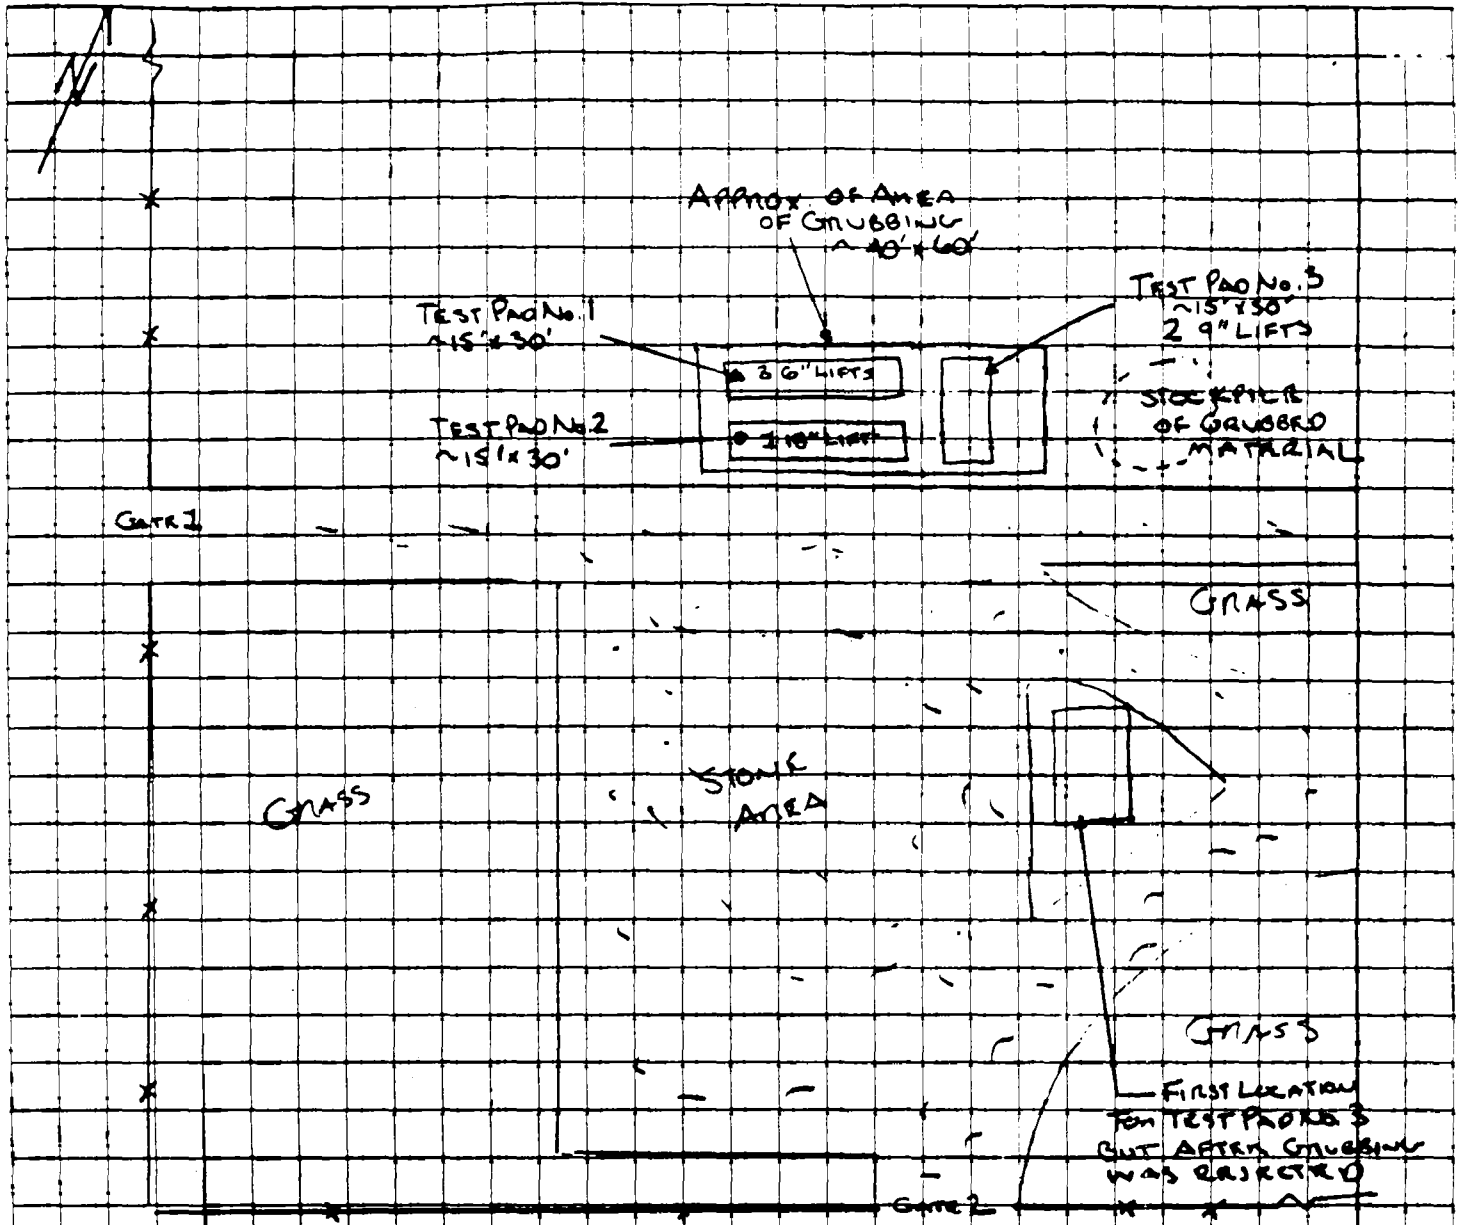 N
APPROX OF AREA
OF GRUBBING
~ 40' x 60'
TEST PAD No. 3
~15' x 30'
2 9" LIFTS
TEST PAD No. 1
~15' x 30'
3 6" LIFTS
STOCKPILE
OF GRUBBED
MATERIAL
TEST PAD No. 2
~15' x 30'
1 18" LIFT
GATE 1
GRASS
STONE
AREA
GRASS
GRASS
FIRST LOCATION
FOR TEST PAD NO. 3
BUT AFTER GRUBBING
WAS REJECTED
GATE 2